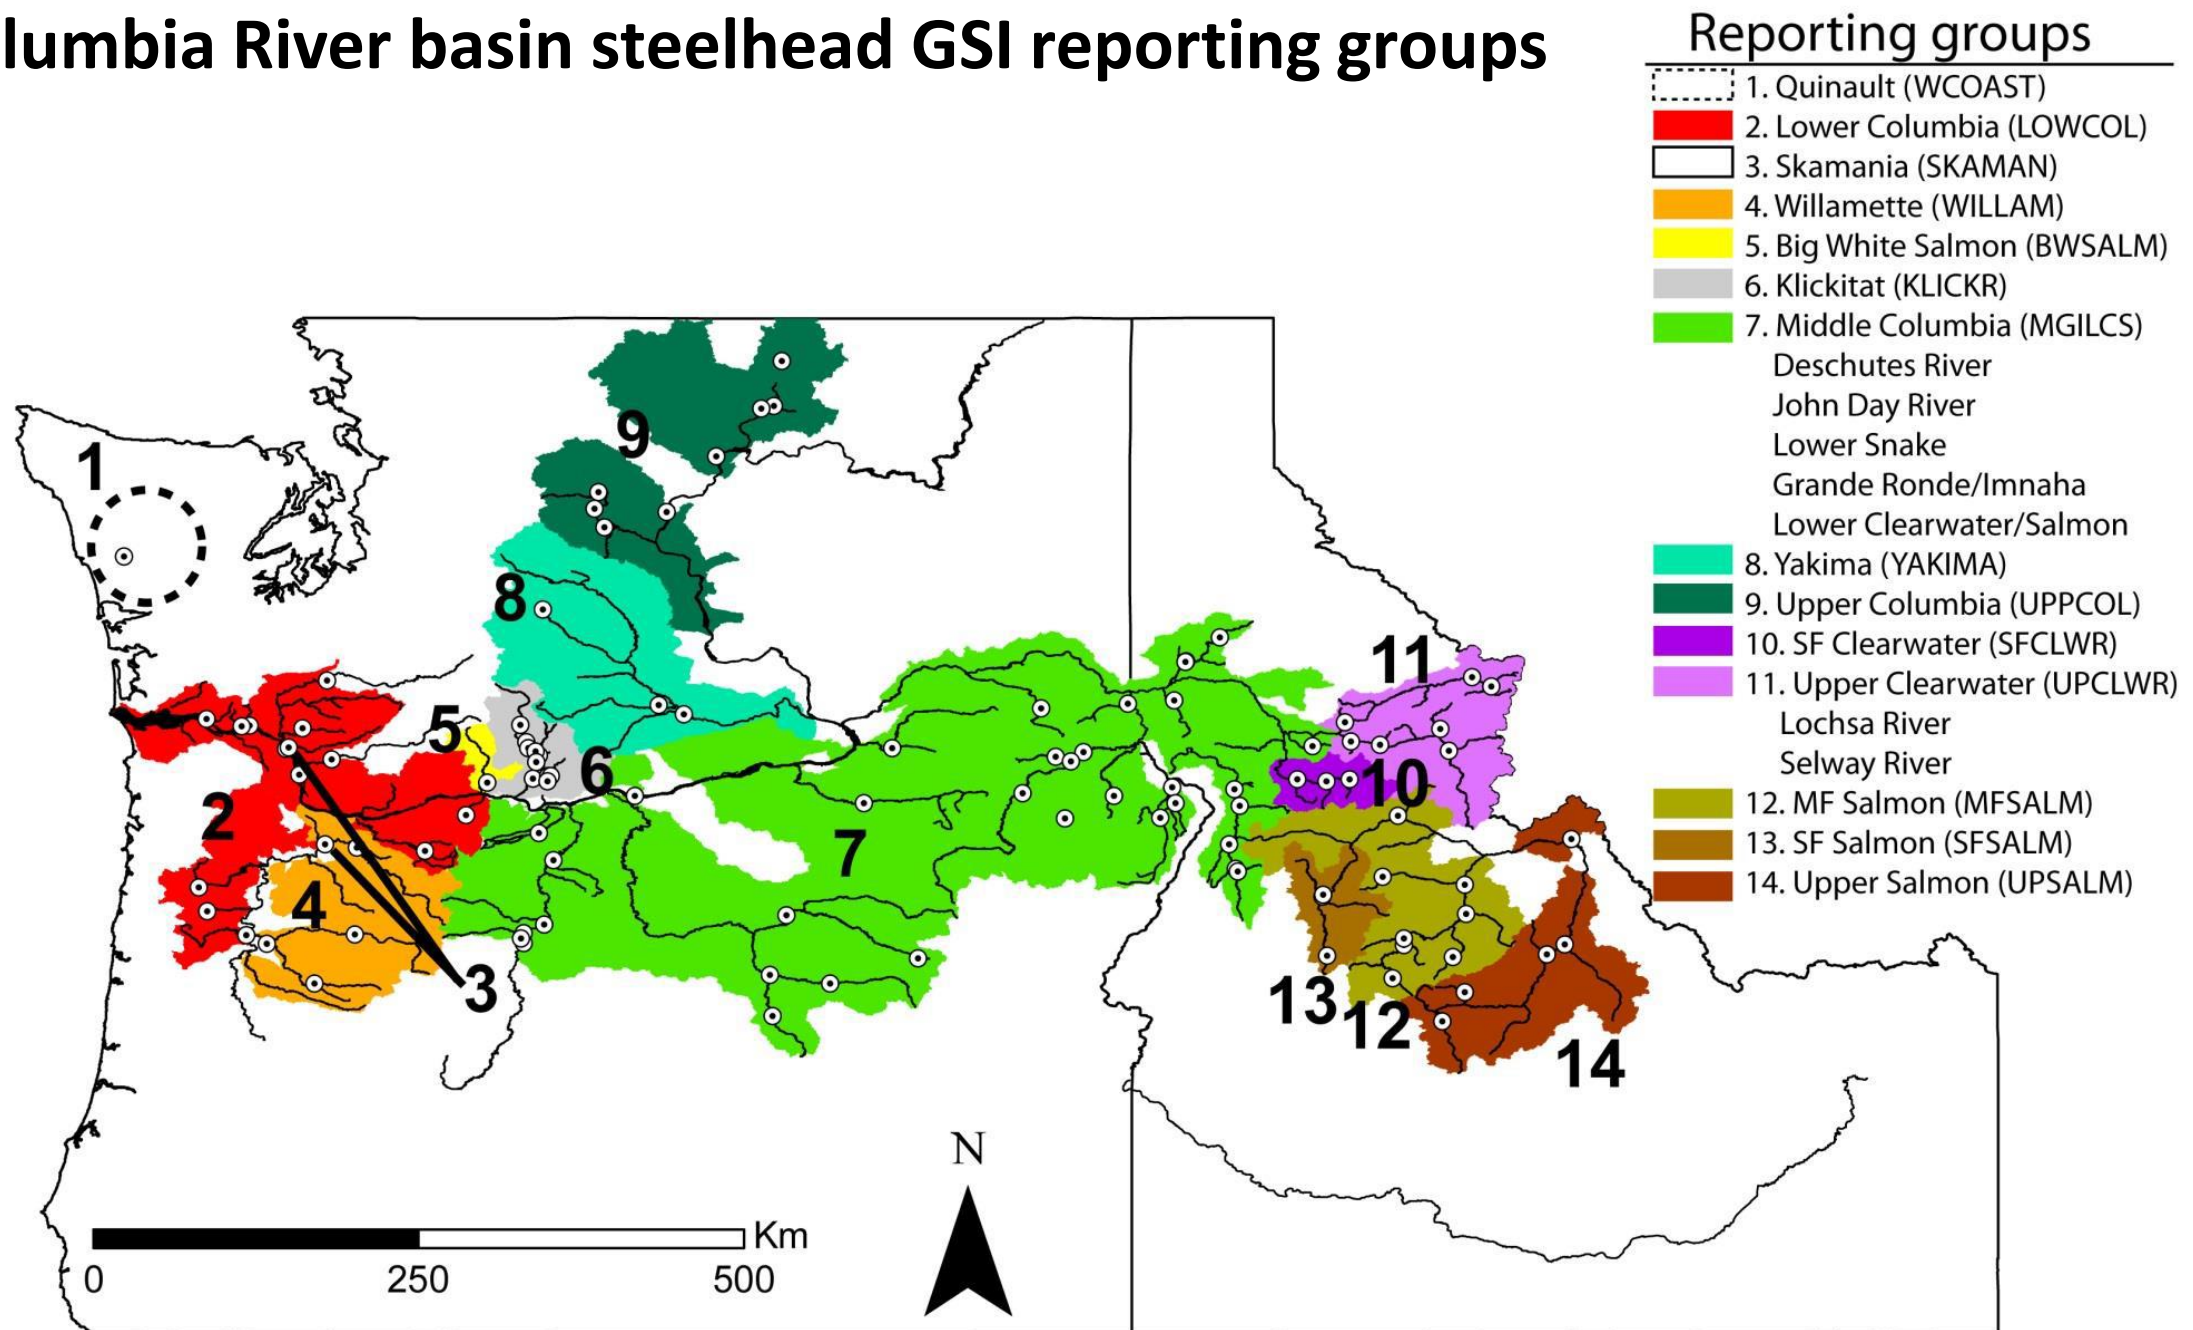 lumbia River basin steelhead GSI reporting groups
Reporting groups
1. Quinault (WCOAST)
2. Lower Columbia (LOWCOL)
3. Skamania (SKAMAN)
4. Willamette (WILLAM)
5. Big White Salmon (BWSALM)
6. Klickitat (KLICKR)
7. Middle Columbia (MGILCS)
Deschutes River
John Day River
Lower Snake
Grande Ronde/Imnaha
Lower Clearwater/Salmon
8. Yakima (YAKIMA)
9. Upper Columbia (UPPCOL)
10. SF Clearwater (SFCLWR)
11. Upper Clearwater (UPCLWR)
Lochsa River
Selway River
12. MF Salmon (MFSALM)
13. SF Salmon (SFSALM)
14. Upper Salmon (UPSALM)
9
1
8
11
5
6
10
2
7
4
3
13
12
14
N
Km
0 250 500